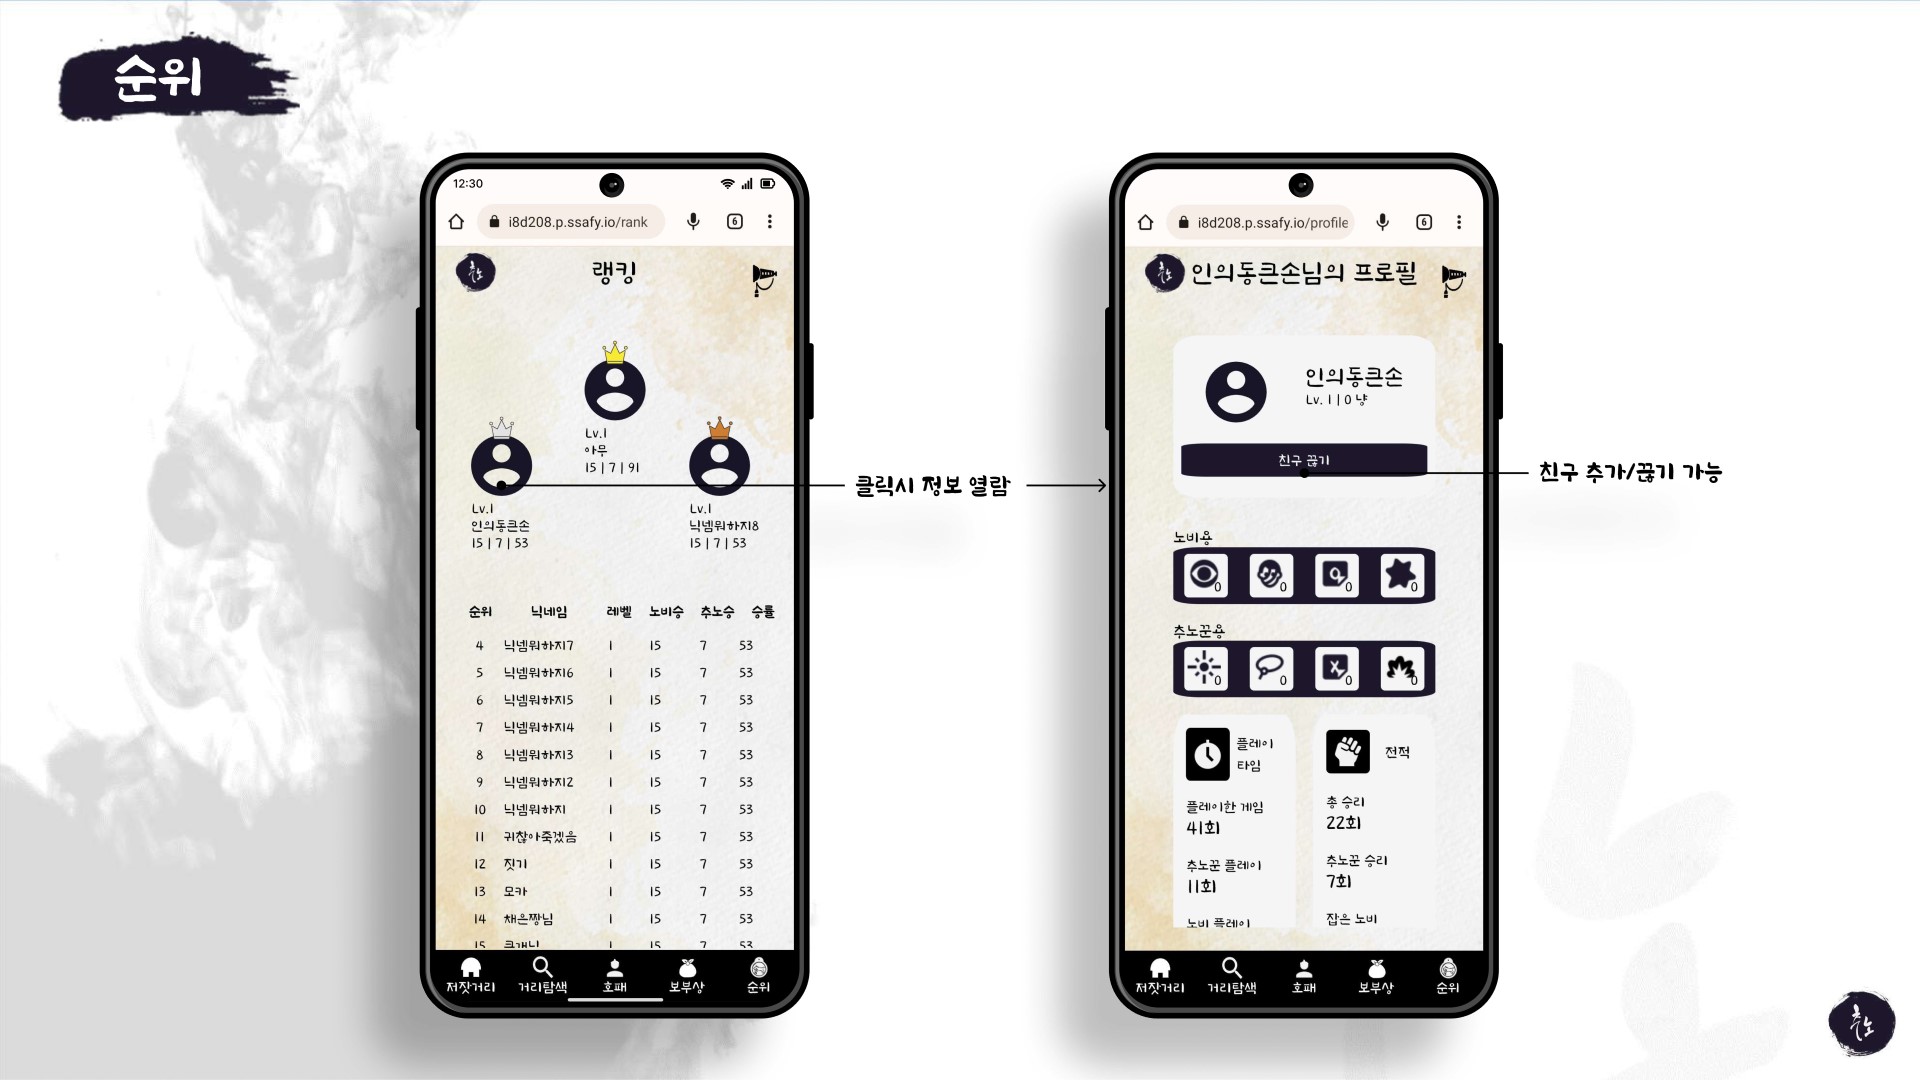 순위
12:30
i8d208.p.ssafy.io/rank
6
추노
랭킹
Lv.1
아무
15 | 7 | 91
Lv.1
인의동큰손
15 | 7 | 53
Lv.1
닉넴뭐하지8
15 | 7 | 53
순위 닉네임 레벨 노비승 추노승 승률
4 닉넴뭐하지7 1 15 7 53
5 닉넴뭐하지6 1 15 7 53
6 닉넴뭐하지5 1 15 7 53
7 닉넴뭐하지4 1 15 7 53
8 닉넴뭐하지3 1 15 7 53
9 닉넴뭐하지2 1 15 7 53
10 닉넴뭐하지 1 15 7 53
11 귀찮아죽겠음 1 15 7 53
12 짓기 1 15 7 53
13 모카 1 15 7 53
14 채은짱님 1 15 7 53
15 1 15 7 53
저잣거리 거리탐색 호패 보부상 순위
클릭시 정보 열람
i8d208.p.ssafy.io/profile
6
추노
인의동큰손님의 프로필
인의동큰손
Lv. 1 | 0 냥
친구 끊기
친구 추가/끊기 가능
노비용
0 0 0 0
추노꾼용
0 0 0 0
플레이
타임
플레이한 게임
41회
추노꾼 플레이
11회
노비 플레이
전적
총 승리
22회
추노꾼 승리
7회
잡은 노비
저잣거리 거리탐색 호패 보부상 순위
추노